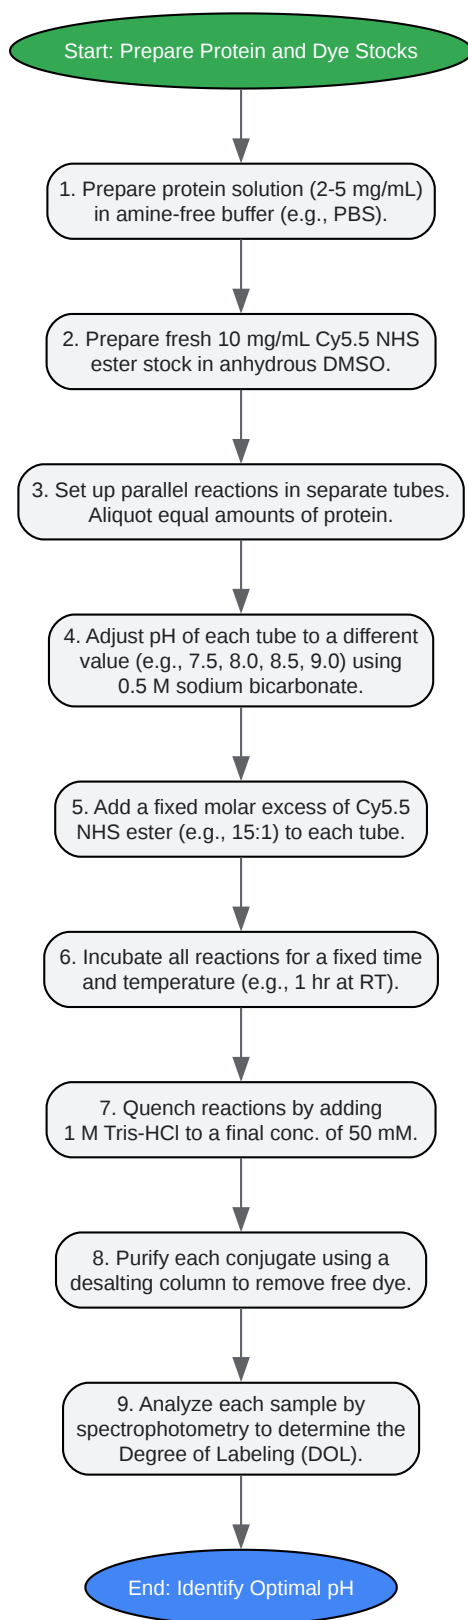 Start: Prepare Protein and Dye Stocks
1. Prepare protein solution (2-5 mg/mL)
in amine-free buffer (e.g., PBS).
2. Prepare fresh 10 mg/mL Cy5.5 NHS
ester stock in anhydrous DMSO.
3. Set up parallel reactions in separate tubes.
Aliquot equal amounts of protein.
4. Adjust pH of each tube to a different
value (e.g., 7.5, 8.0, 8.5, 9.0) using
0.5 M sodium bicarbonate.
5. Add a fixed molar excess of Cy5.5
NHS ester (e.g., 15:1) to each tube.
6. Incubate all reactions for a fixed time
and temperature (e.g., 1 hr at RT).
7. Quench reactions by adding
1 M Tris-HCl to a final conc. of 50 mM.
8. Purify each conjugate using a
desalting column to remove free dye.
9. Analyze each sample by
spectrophotometry to determine the
Degree of Labeling (DOL).
End: Identify Optimal pH